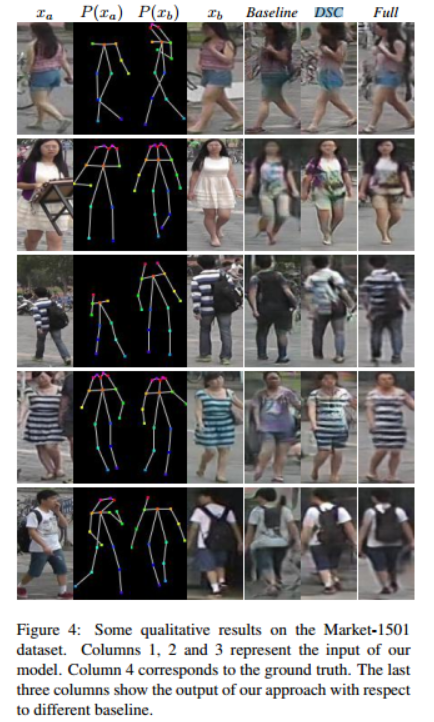 xₐ P(xₐ) P(x_b) x_b Baseline DSC Full
Figure 4: Some qualitative results on the Market-1501
dataset. Columns 1, 2 and 3 represent the input of our
model. Column 4 corresponds to the ground truth. The last
three columns show the output of our approach with respect
to different baseline.